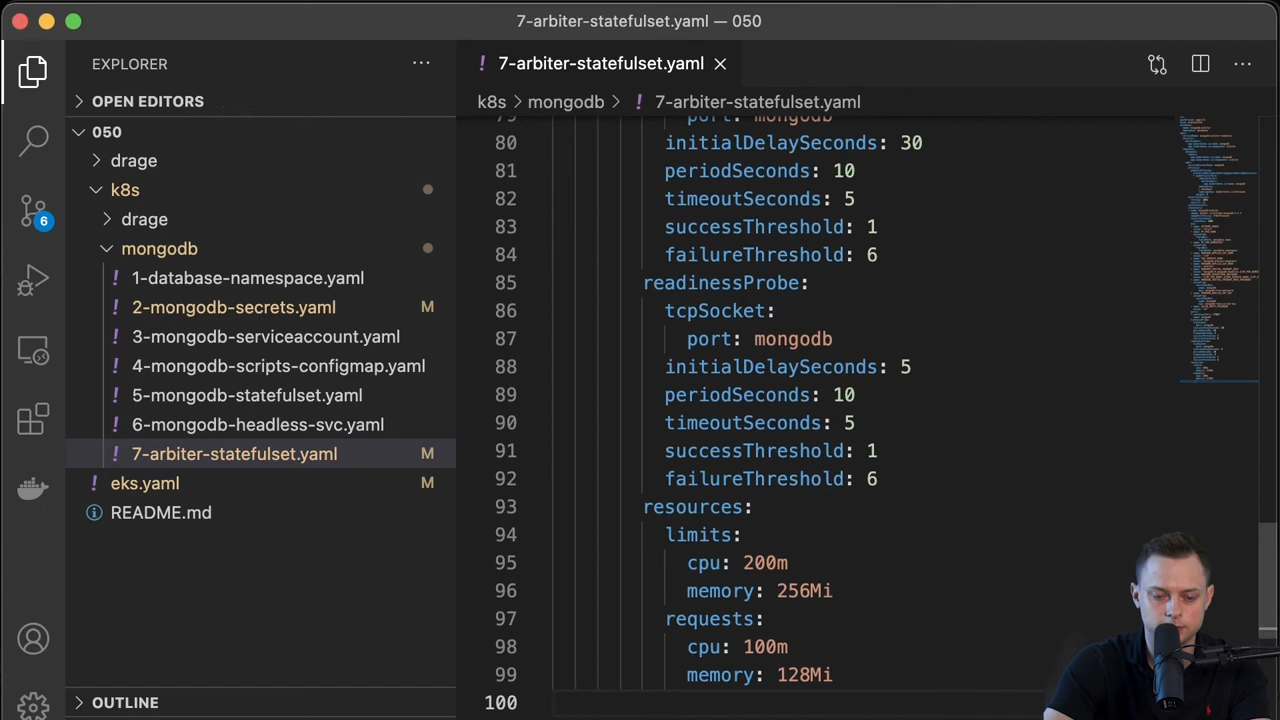 7-arbiter-statefulset.yaml — 050
EXPLORER
OPEN EDITORS
050
drage
k8s
drage
mongodb
1-database-namespace.yaml
2-mongodb-secrets.yaml M
3-mongodb-serviceaccount.yaml
4-mongodb-scripts-configmap.yaml
5-mongodb-statefulset.yaml
6-mongodb-headless-svc.yaml
7-arbiter-statefulset.yaml M
eks.yaml M
README.md
OUTLINE
6
! 7-arbiter-statefulset.yaml
k8s > mongodb > ! 7-arbiter-statefulset.yaml
79 port: mongodb
80 initialDelaySeconds: 30
81 periodSeconds: 10
82 timeoutSeconds: 5
83 successThreshold: 1
84 failureThreshold: 6
85 readinessProbe:
86 tcpSocket:
87 port: mongodb
88 initialDelaySeconds: 5
89 periodSeconds: 10
90 timeoutSeconds: 5
91 successThreshold: 1
92 failureThreshold: 6
93 resources:
94 limits:
95 cpu: 200m
96 memory: 256Mi
97 requests:
98 cpu: 100m
99 memory: 128Mi
100